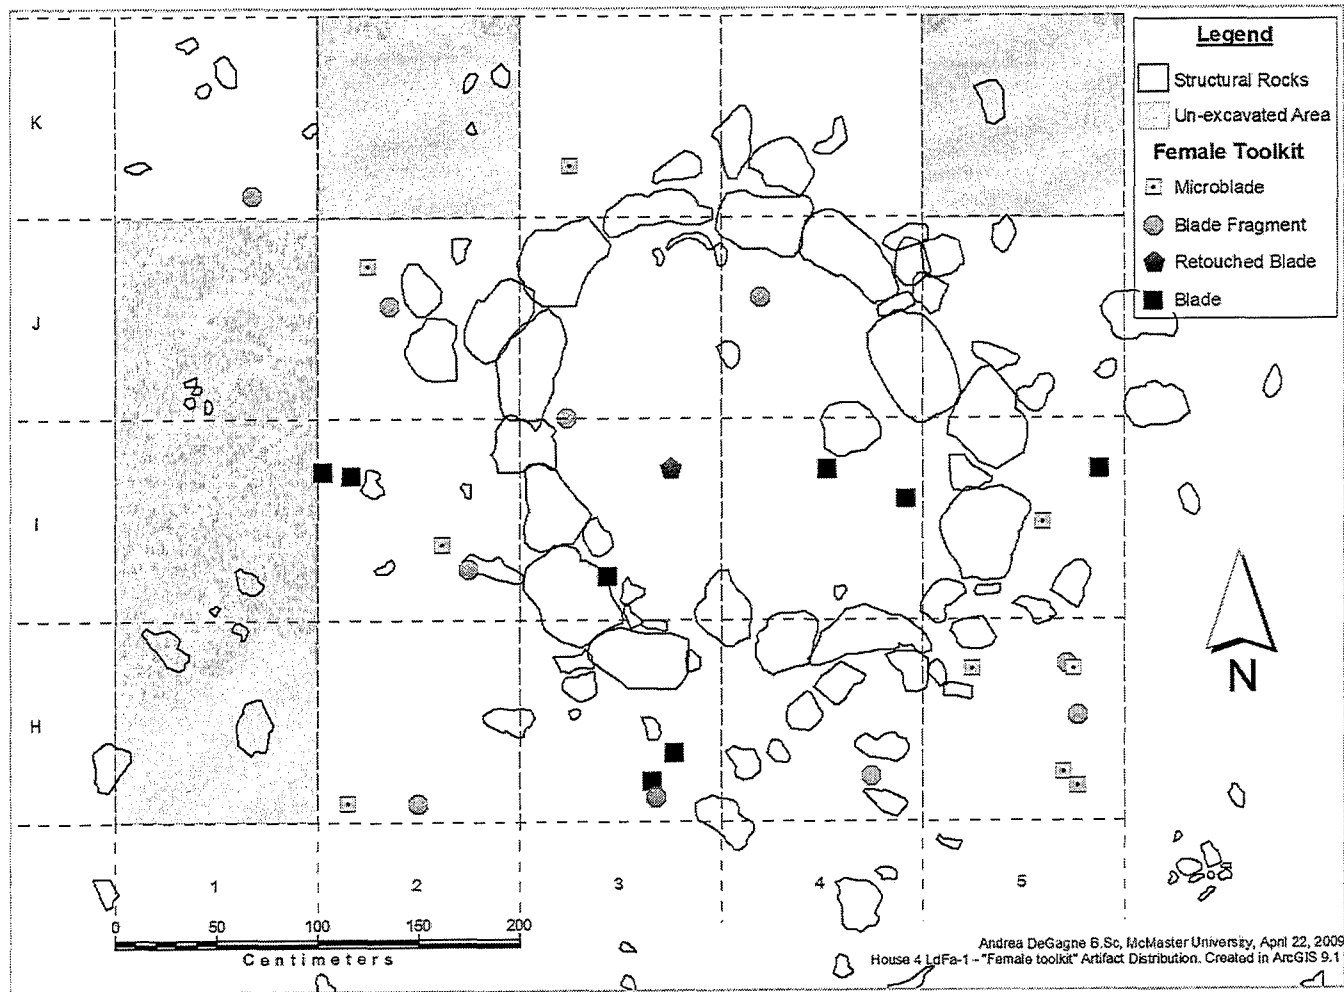 Legend
Structural Rocks
Un-excavated Area
Female Toolkit
Microblade
Blade Fragment
Retouched Blade
Blade
K
J
I
H
1 2 3 4 5
0 50 100 150 200
Centimeters
N
Andrea DeGagne B.Sc, McMaster University, April 22, 2009
House 4 LdFa-1 - "Female toolkit" Artifact Distribution. Created in ArcGIS 9.1